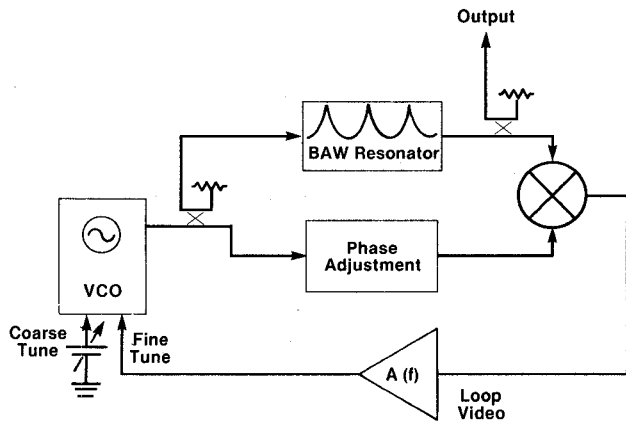 Output
BAW Resonator
Phase
Adjustment
VCO
Coarse
Tune
Fine
Tune
A (f)
Loop
Video